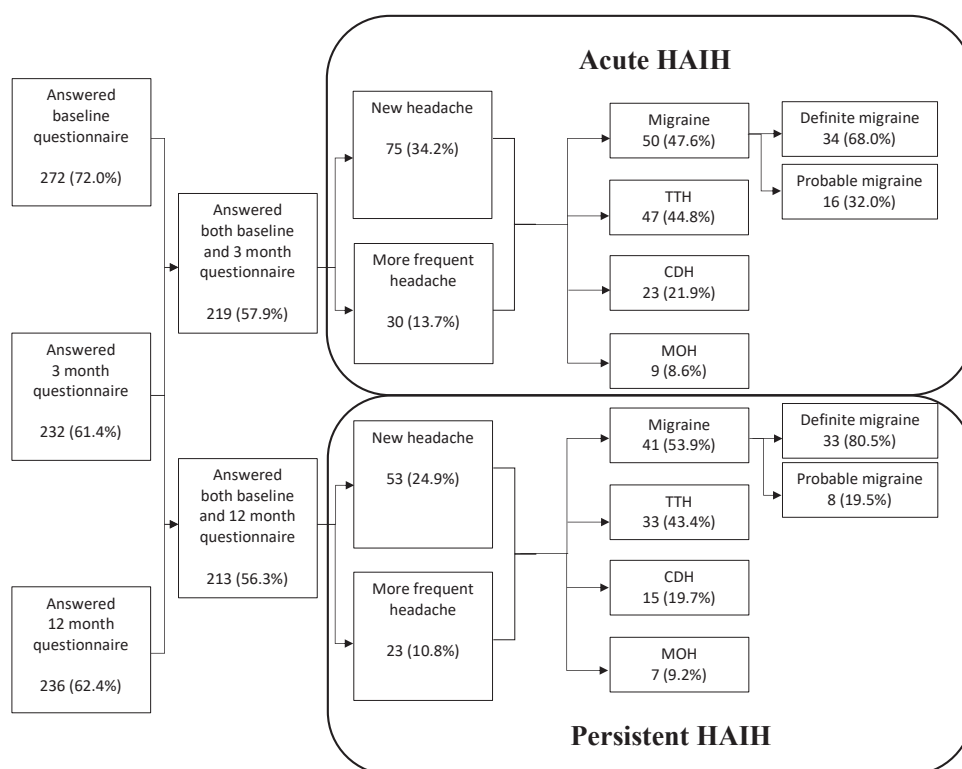 Acute HAIH
Answered
baseline
questionnaire
272 (72.0%)
Answered
3 month
questionnaire
232 (61.4%)
Answered
12 month
questionnaire
236 (62.4%)
Answered
both baseline
and 3 month
questionnaire
219 (57.9%)
Answered
both baseline
and 12 month
questionnaire
213 (56.3%)
New headache
75 (34.2%)
More frequent
headache
30 (13.7%)
Migraine
50 (47.6%)
TTH
47 (44.8%)
CDH
23 (21.9%)
MOH
9 (8.6%)
Definite migraine
34 (68.0%)
Probable migraine
16 (32.0%)
New headache
53 (24.9%)
More frequent
headache
23 (10.8%)
Migraine
41 (53.9%)
TTH
33 (43.4%)
CDH
15 (19.7%)
MOH
7 (9.2%)
Definite migraine
33 (80.5%)
Probable migraine
8 (19.5%)
Persistent HAIH